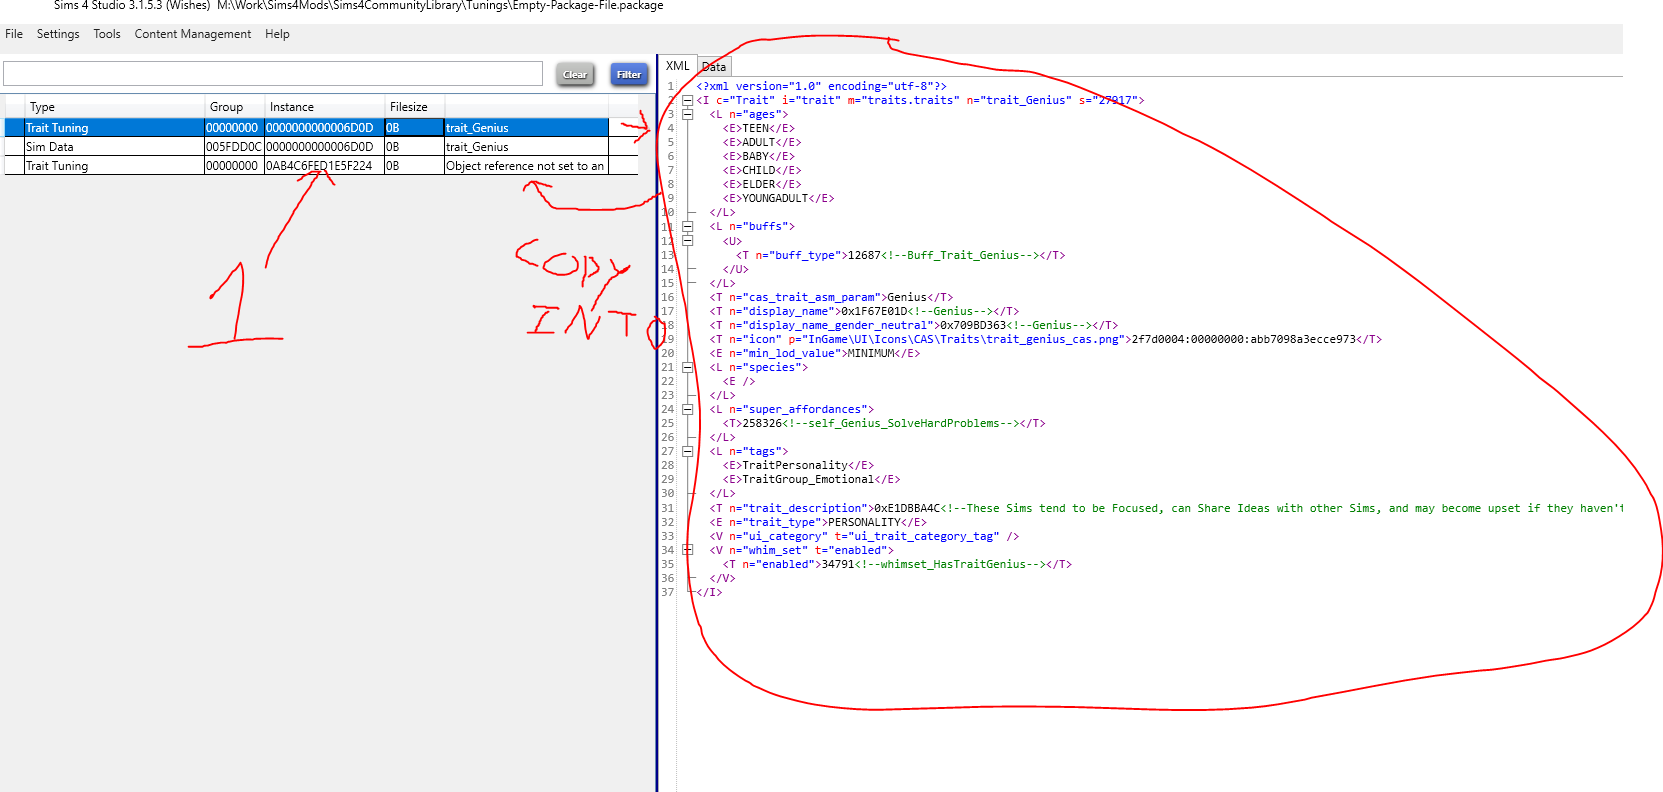 Sims 4 Studio 3.1.5.3 (Wishes)  M:\Work\Sims4Mods\Sims4CommunityLibrary\Tunings\Empty-Package-File.package
File Settings Tools Content Management Help
Clear Filter
Type Group Instance Filesize
Trait Tuning 00000000 0000000000006D0D 0B trait_Genius
Sim Data 005FDD0C 0000000000006D0D 0B trait_Genius
Trait Tuning 00000000 0AB4C6FED1E5F224 0B Object reference not set to an
1
COPY
INTO
XML Data
1 <?xml version="1.0" encoding="utf-8"?>
2 <I c="Trait" i="trait" m="traits.traits" n="trait_Genius" s="27917">
3 <L n="ages">
4 <E>TEEN</E>
5 <E>ADULT</E>
6 <E>BABY</E>
7 <E>CHILD</E>
8 <E>ELDER</E>
9 <E>YOUNGADULT</E>
10 </L>
11 <L n="buffs">
12 <U>
13 <T n="buff_type">12687<!--Buff_Trait_Genius--></T>
14 </U>
15 </L>
16 <T n="cas_trait_asm_param">Genius</T>
17 <T n="display_name">0x1F67E01D<!--Genius--></T>
18 <T n="display_name_gender_neutral">0x709BD363<!--Genius--></T>
19 <T n="icon" p="InGame\UI\Icons\CAS\Traits\trait_genius_cas.png">2f7d0004:00000000:abb7098a3ecce973</T>
20 <E n="min_lod_value">MINIMUM</E>
21 <L n="species">
22 <E />
23 </L>
24 <L n="super_affordances">
25 <T>258326<!--self_Genius_SolveHardProblems--></T>
26 </L>
27 <L n="tags">
28 <E>TraitPersonality</E>
29 <E>TraitGroup_Emotional</E>
30 </L>
31 <T n="trait_description">0xE1DBBA4C<!--These Sims tend to be Focused, can Share Ideas with other Sims, and may become upset if they haven't
32 <E n="trait_type">PERSONALITY</E>
33 <V n="ui_category" t="ui_trait_category_tag" />
34 <V n="whim_set" t="enabled">
35 <T n="enabled">34791<!--whimset_HasTraitGenius--></T>
36 </V>
37 </I>